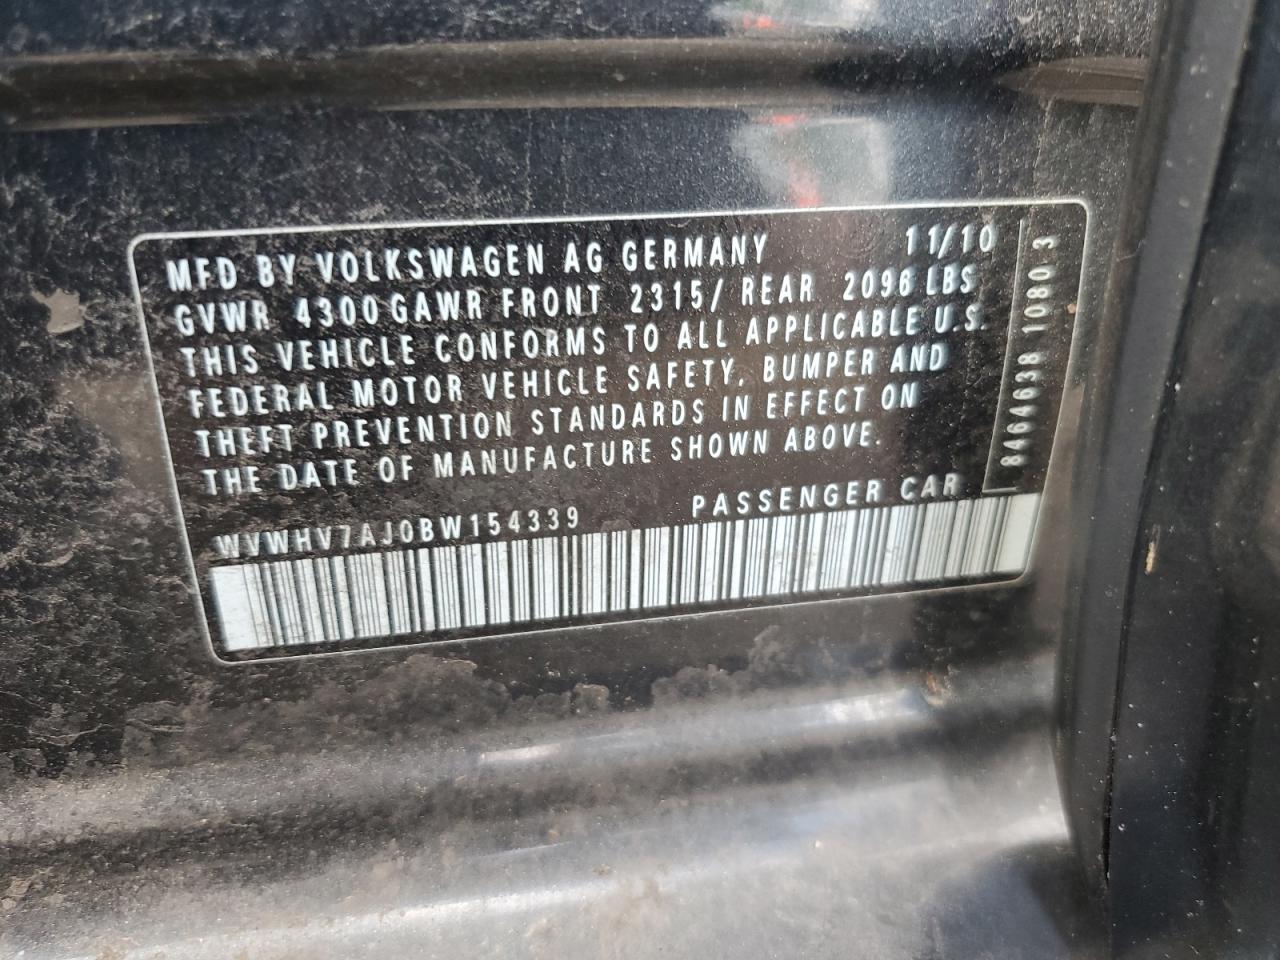 MFD BY VOLKSWAGEN AG GERMANY 11/10
GVWR 4300 GAWR FRONT 2315/ REAR 2096 LBS
THIS VEHICLE CONFORMS TO ALL APPLICABLE U.S.
FEDERAL MOTOR VEHICLE SAFETY, BUMPER AND
THEFT PREVENTION STANDARDS IN EFFECT ON
THE DATE OF MANUFACTURE SHOWN ABOVE.
WVWHV7AJ0BW154339 PASSENGER CAR
8464638 10803